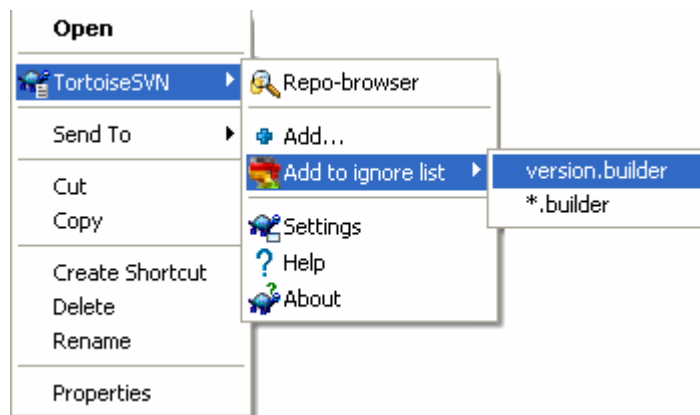 Open
TortoiseSVN
Send To
Cut
Copy
Create Shortcut
Delete
Rename
Properties
Repo-browser
Add...
Add to ignore list
Settings
Help
About
version.builder
*.builder